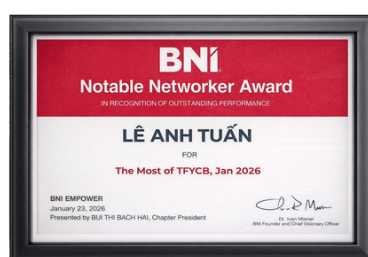 BNI
Notable Networker Award
IN RECOGNITION OF OUTSTANDING PERFORMANCE
LÊ ANH TUẤN
FOR
The Most of TFYCB, Jan 2026
BNI EMPOWER
January 23, 2026
Presented by BUI THI BACH HAI, Chapter President
Dr. Ivan Misner
BNI Founder and Chief Visionary Officer